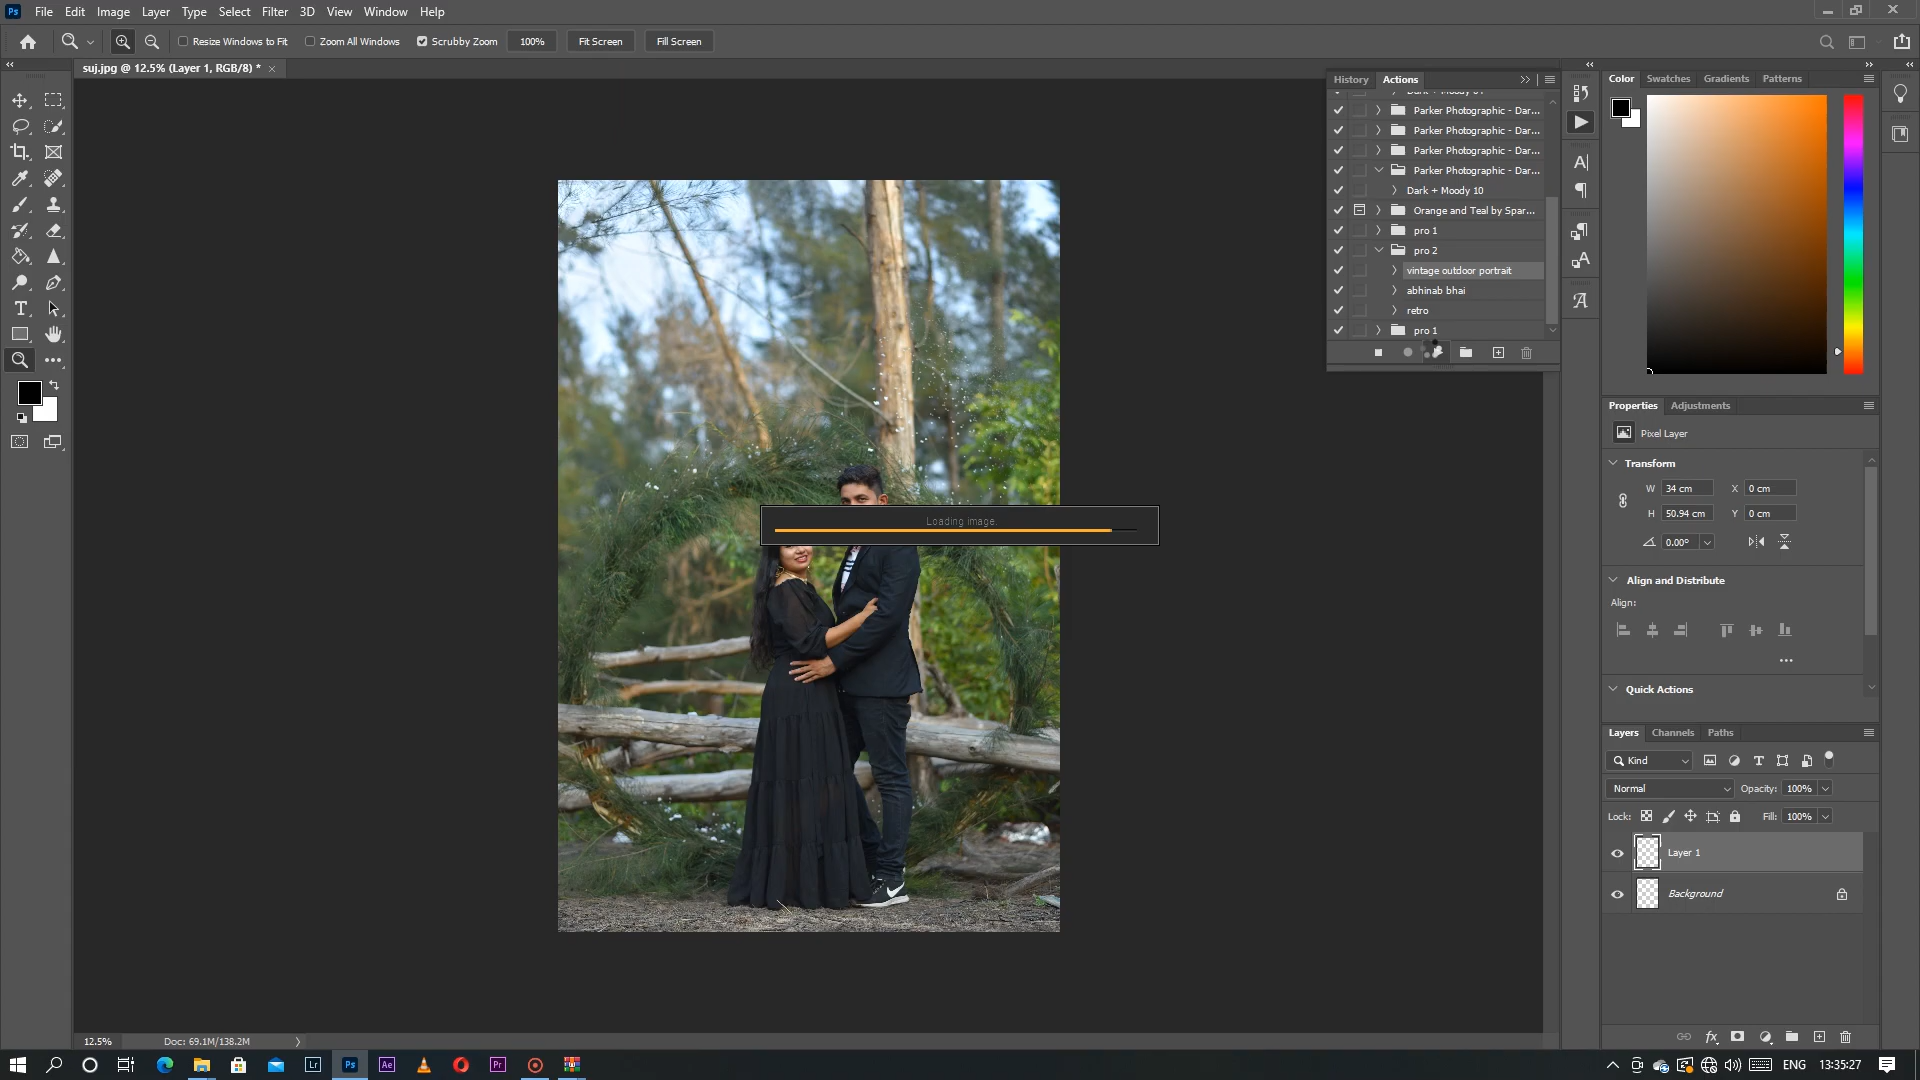 Ps File Edit Image Layer Type Select Filter 3D View Window Help
Resize Windows to Fit Zoom All Windows Scrubby Zoom 100% Fit Screen Fill Screen
suj.jpg @ 12.5% (Layer 1, RGB/8) * ×
History Actions
Parker Photographic - Dar...
Parker Photographic - Dar...
Parker Photographic - Dar...
Parker Photographic - Dar...
Dark + Moody 10
Orange and Teal by Spar...
pro 1
pro 2
vintage outdoor portrait
abhinab bhai
retro
pro 1
Loading image.
Color Swatches Gradients Patterns
Properties Adjustments
Pixel Layer
Transform
W 34 cm X 0 cm
H 50.94 cm Y 0 cm
0.00°
Align and Distribute
Align:
Quick Actions
Layers Channels Paths
Kind
Normal Opacity: 100%
Lock: Fill: 100%
Layer 1
Background
12.5% Doc: 69.1M/138.2M
Lr Ps Ae Pr ENG 13:35:27